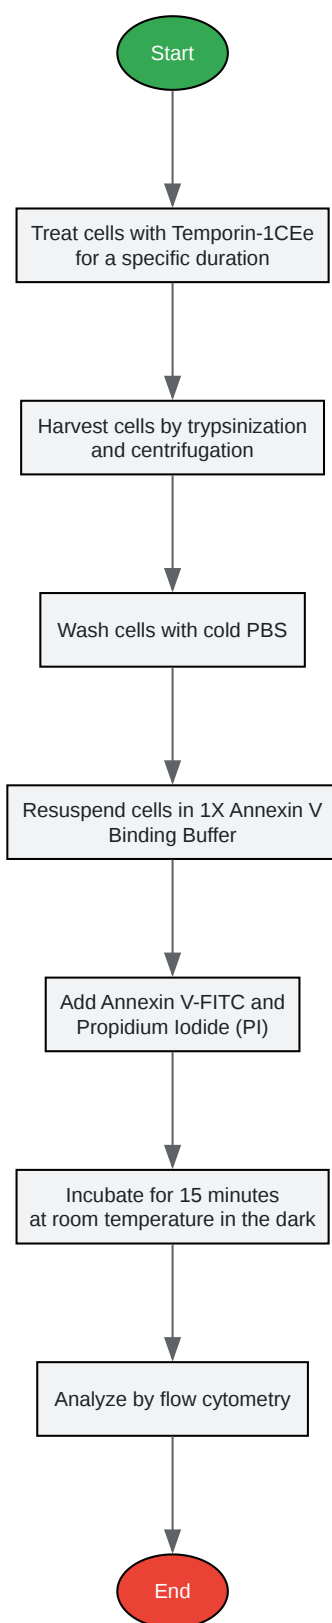 Start
Treat cells with Temporin-1CEe
for a specific duration
Harvest cells by trypsinization
and centrifugation
Wash cells with cold PBS
Resuspend cells in 1X Annexin V
Binding Buffer
Add Annexin V-FITC and
Propidium Iodide (PI)
Incubate for 15 minutes
at room temperature in the dark
Analyze by flow cytometry
End